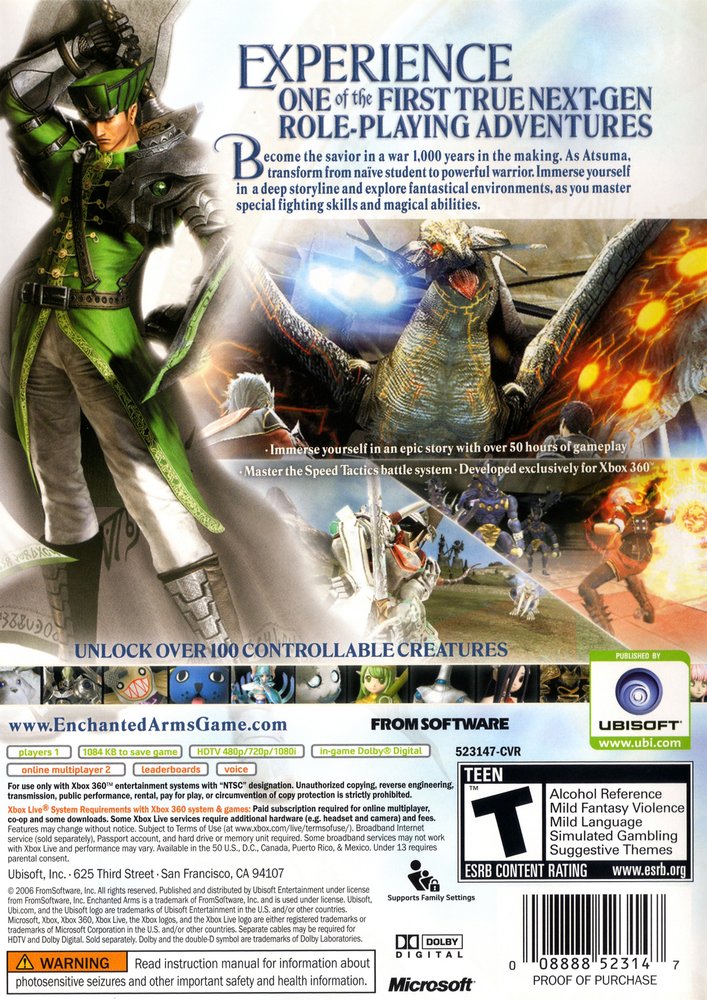 EXPERIENCE
ONE of the FIRST TRUE NEXT-GEN
ROLE-PLAYING ADVENTURES
Become the savior in a war 1,000 years in the making. As Atsuma,
transform from naïve student to powerful warrior. Immerse yourself
in a deep storyline and explore fantastical environments, as you master
special fighting skills and magical abilities.
· Immerse yourself in an epic story with over 50 hours of gameplay
· Master the Speed Tactics battle system · Developed exclusively for Xbox 360™
UNLOCK OVER 100 CONTROLLABLE CREATURES
PUBLISHED BY
UBISOFT
www.ubi.com
www.EnchantedArmsGame.com
FROMSOFTWARE
players 1
1084 KB to save game
HDTV 480p/720p/1080i
in-game Dolby® Digital
523147-CVR
online multiplayer 2
leaderboards
voice
For use only with Xbox 360™ entertainment systems with "NTSC" designation. Unauthorized copying, reverse engineering,
transmission, public performance, rental, pay for play, or circumvention of copy protection is strictly prohibited.
Xbox Live® System Requirements with Xbox 360 system & games: Paid subscription required for online multiplayer,
co-op and some downloads. Some Xbox Live services require additional hardware (e.g. headset and camera) and fees.
Features may change without notice. Subject to Terms of Use (at www.xbox.com/live/termsofuse/). Broadband Internet
service (sold separately), Passport account, and hard drive or memory unit required. Some broadband services may not
work with Xbox Live and performance may vary. Available in the 50 U.S., D.C., Canada, Puerto Rico, & Mexico. Under 13 requires
parental consent.
Ubisoft, Inc. · 625 Third Street · San Francisco, CA 94107
© 2006 FromSoftware, Inc. All rights reserved. Published and distributed by Ubisoft Entertainment under license
from FromSoftware, Inc. Enchanted Arms is a trademark of FromSoftware, Inc. and is used under license. Ubisoft,
Ubi.com, and the Ubisoft logo are trademarks of Ubisoft Entertainment in the U.S. and/or other countries.
Microsoft, Xbox, Xbox 360, Xbox Live, the Xbox logos, and the Xbox Live logo are either registered trademarks or
trademarks of Microsoft Corporation in the U.S. and/or other countries. Separate cables may be required for
HDTV and Dolby Digital. Sold separately. Dolby and the double-D symbol are trademarks of Dolby Laboratories.
WARNING
Read instruction manual for information about
photosensitive seizures and other important safety and health information.
Supports Family Settings
DOLBY
DIGITAL
Microsoft
TEEN
T
™
Alcohol Reference
Mild Fantasy Violence
Mild Language
Simulated Gambling
Suggestive Themes
ESRB CONTENT RATING
www.esrb.org
0 08888 52314 7
PROOF OF PURCHASE